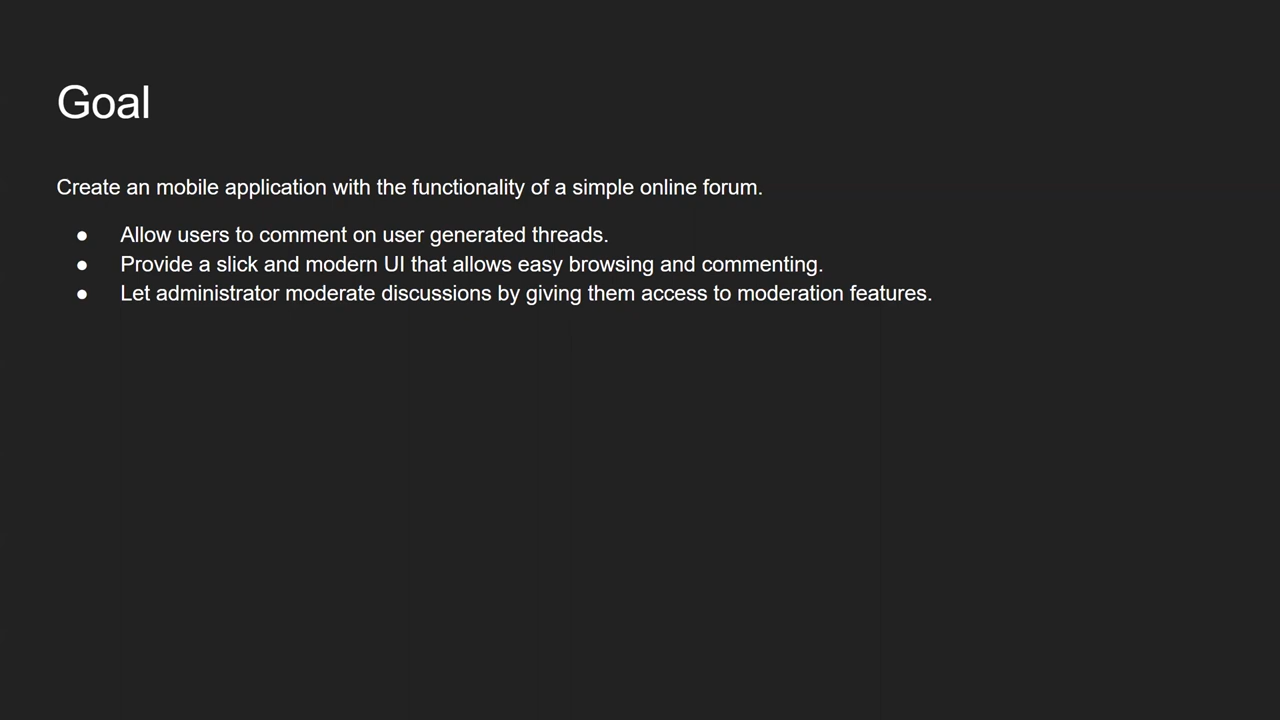 Goal
Create an mobile application with the functionality of a simple online forum.
● Allow users to comment on user generated threads.
● Provide a slick and modern UI that allows easy browsing and commenting.
● Let administrator moderate discussions by giving them access to moderation features.